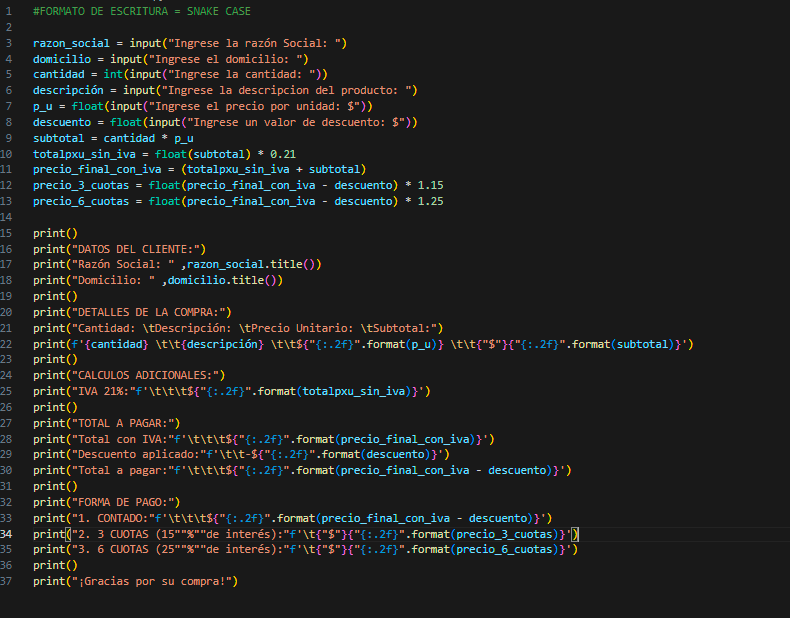 1 #FORMATO DE ESCRITURA = SNAKE CASE
2
3 razon_social = input("Ingrese la razón Social: ")
4 domicilio = input("Ingrese el domicilio: ")
5 cantidad = int(input("Ingrese la cantidad: "))
6 descripción = input("Ingrese la descripcion del producto: ")
7 p_u = float(input("Ingrese el precio por unidad: $"))
8 descuento = float(input("Ingrese un valor de descuento: $"))
9 subtotal = cantidad * p_u
10 totalpxu_sin_iva = float(subtotal) * 0.21
11 precio_final_con_iva = (totalpxu_sin_iva + subtotal)
12 precio_3_cuotas = float(precio_final_con_iva - descuento) * 1.15
13 precio_6_cuotas = float(precio_final_con_iva - descuento) * 1.25
14
15 print()
16 print("DATOS DEL CLIENTE:")
17 print("Razón Social: " ,razon_social.title())
18 print("Domicilio: " ,domicilio.title())
19 print()
20 print("DETALLES DE LA COMPRA:")
21 print("Cantidad: \tDescripción: \tPrecio Unitario: \tSubtotal:")
22 print(f'{cantidad} \t\t{descripción} \t\t${"{:.2f}".format(p_u)} \t\t{"$"}{"{:.2f}".format(subtotal)}')
23 print()
24 print("CALCULOS ADICIONALES:")
25 print("IVA 21%:"f'\t\t\t${"{:.2f}".format(totalpxu_sin_iva)}')
26 print()
27 print("TOTAL A PAGAR:")
28 print("Total con IVA:"f'\t\t\t${"{:.2f}".format(precio_final_con_iva)}')
29 print("Descuento aplicado:"f'\t\t-${"{:.2f}".format(descuento)}')
30 print("Total a pagar:"f'\t\t\t${"{:.2f}".format(precio_final_con_iva - descuento)}')
31 print()
32 print("FORMA DE PAGO:")
33 print("1. CONTADO:"f'\t\t\t${"{:.2f}".format(precio_final_con_iva - descuento)}')
34 print("2. 3 CUOTAS (15""%""de interés):"f'\t{"$"}{"{:.2f}".format(precio_3_cuotas)}')
35 print("3. 6 CUOTAS (25""%""de interés):"f'\t{"$"}{"{:.2f}".format(precio_6_cuotas)}')
36 print()
37 print("¡Gracias por su compra!")